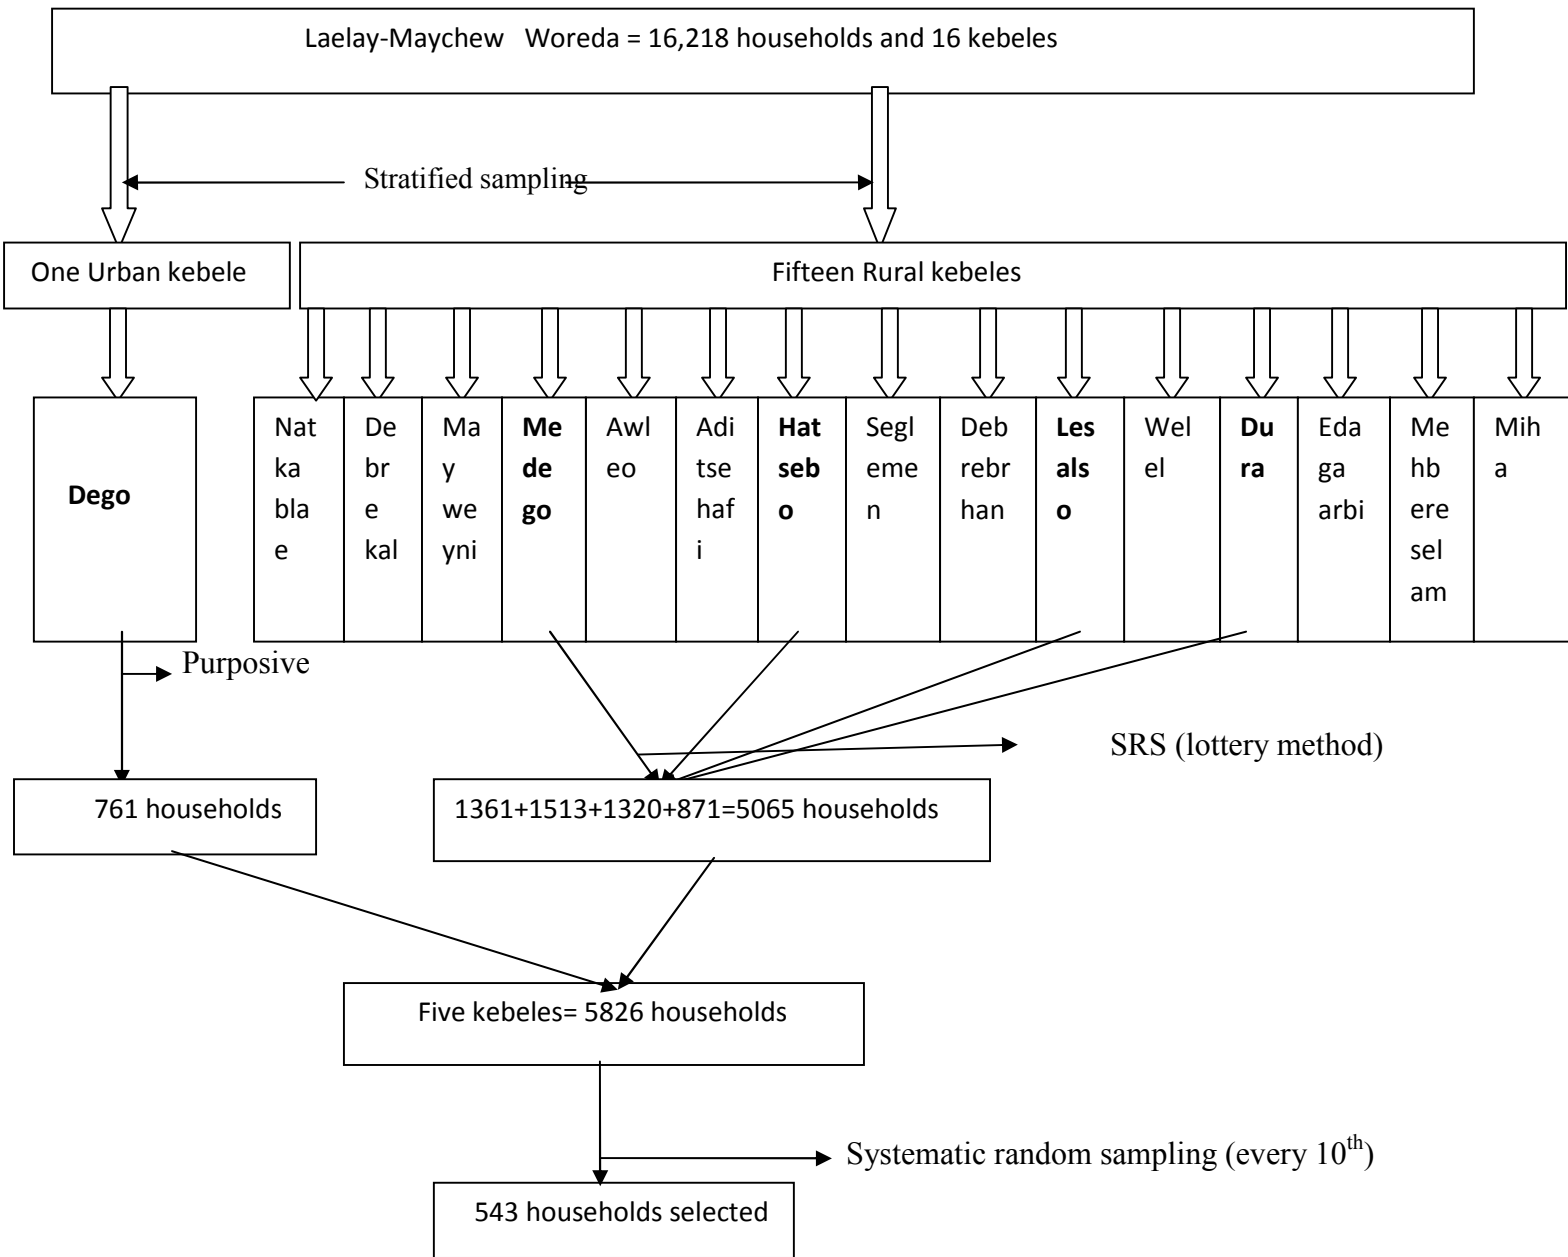 Laelay-Maychew Woreda = 16,218 households and 16 kebeles
Stratified sampling
One Urban kebele
Fifteen Rural kebeles
Dego
Nat
ka
bla
e
De
br
e
kal
Ma
y
we
yni
Me
de
go
Awl
eo
Adi
tse
haf
i
Hat
seb
o
Segl
eme
n
Deb
rebr
han
Les
als
o
Wel
el
Du
ra
Eda
ga
arbi
Me
hb
ere
sel
am
Mih
a
Purposive
SRS (lottery method)
761 households
1361+1513+1320+871=5065 households
Five kebeles= 5826 households
Systematic random sampling (every 10th)
543 households selected